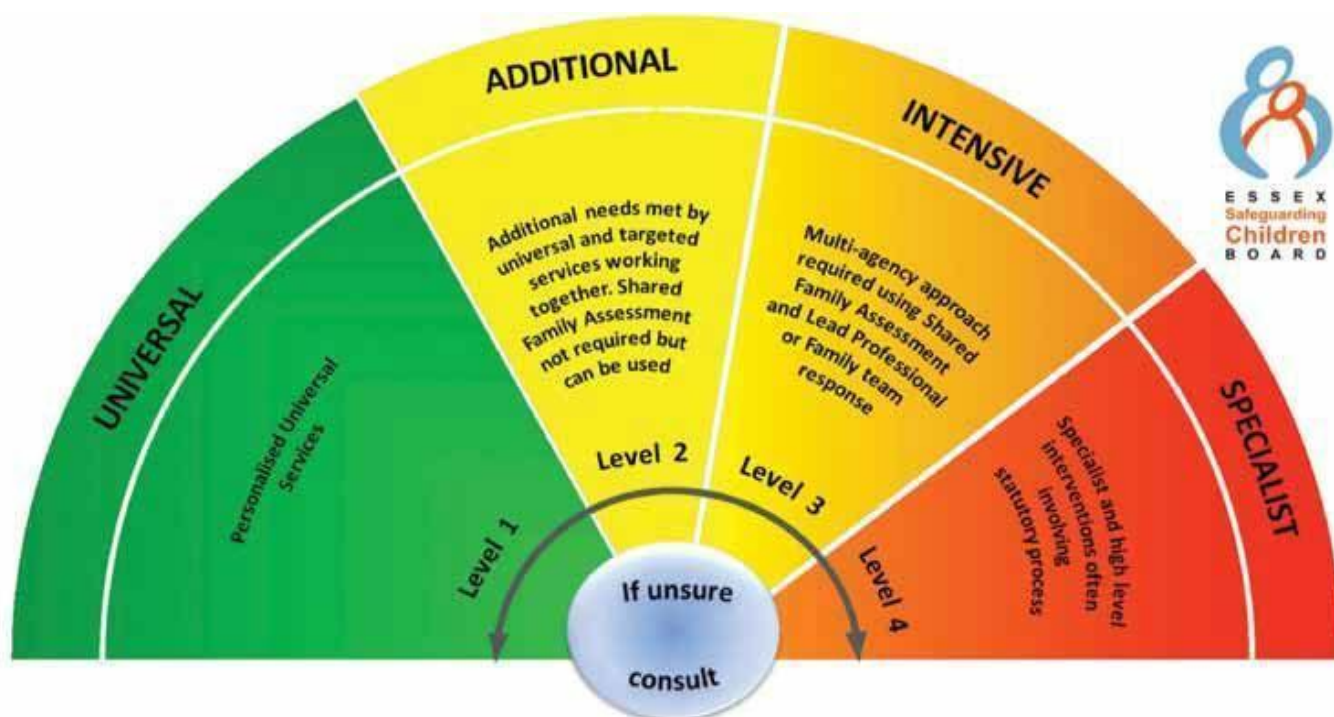 UNIVERSAL
Personalised Universal
Services
Level 1
ADDITIONAL
Additional needs met by
universal and targeted
services working
together. Shared
Family Assessment
not required but
can be used
Level 2
INTENSIVE
Multi-agency approach
required using Shared
Family Assessment
and Lead Professional
or Family team
response
Level 3
SPECIALIST
Specialist and high level
interventions often
involving
statutory process
Level 4
If unsure
consult
ESSEX
Safeguarding
Children
BOARD